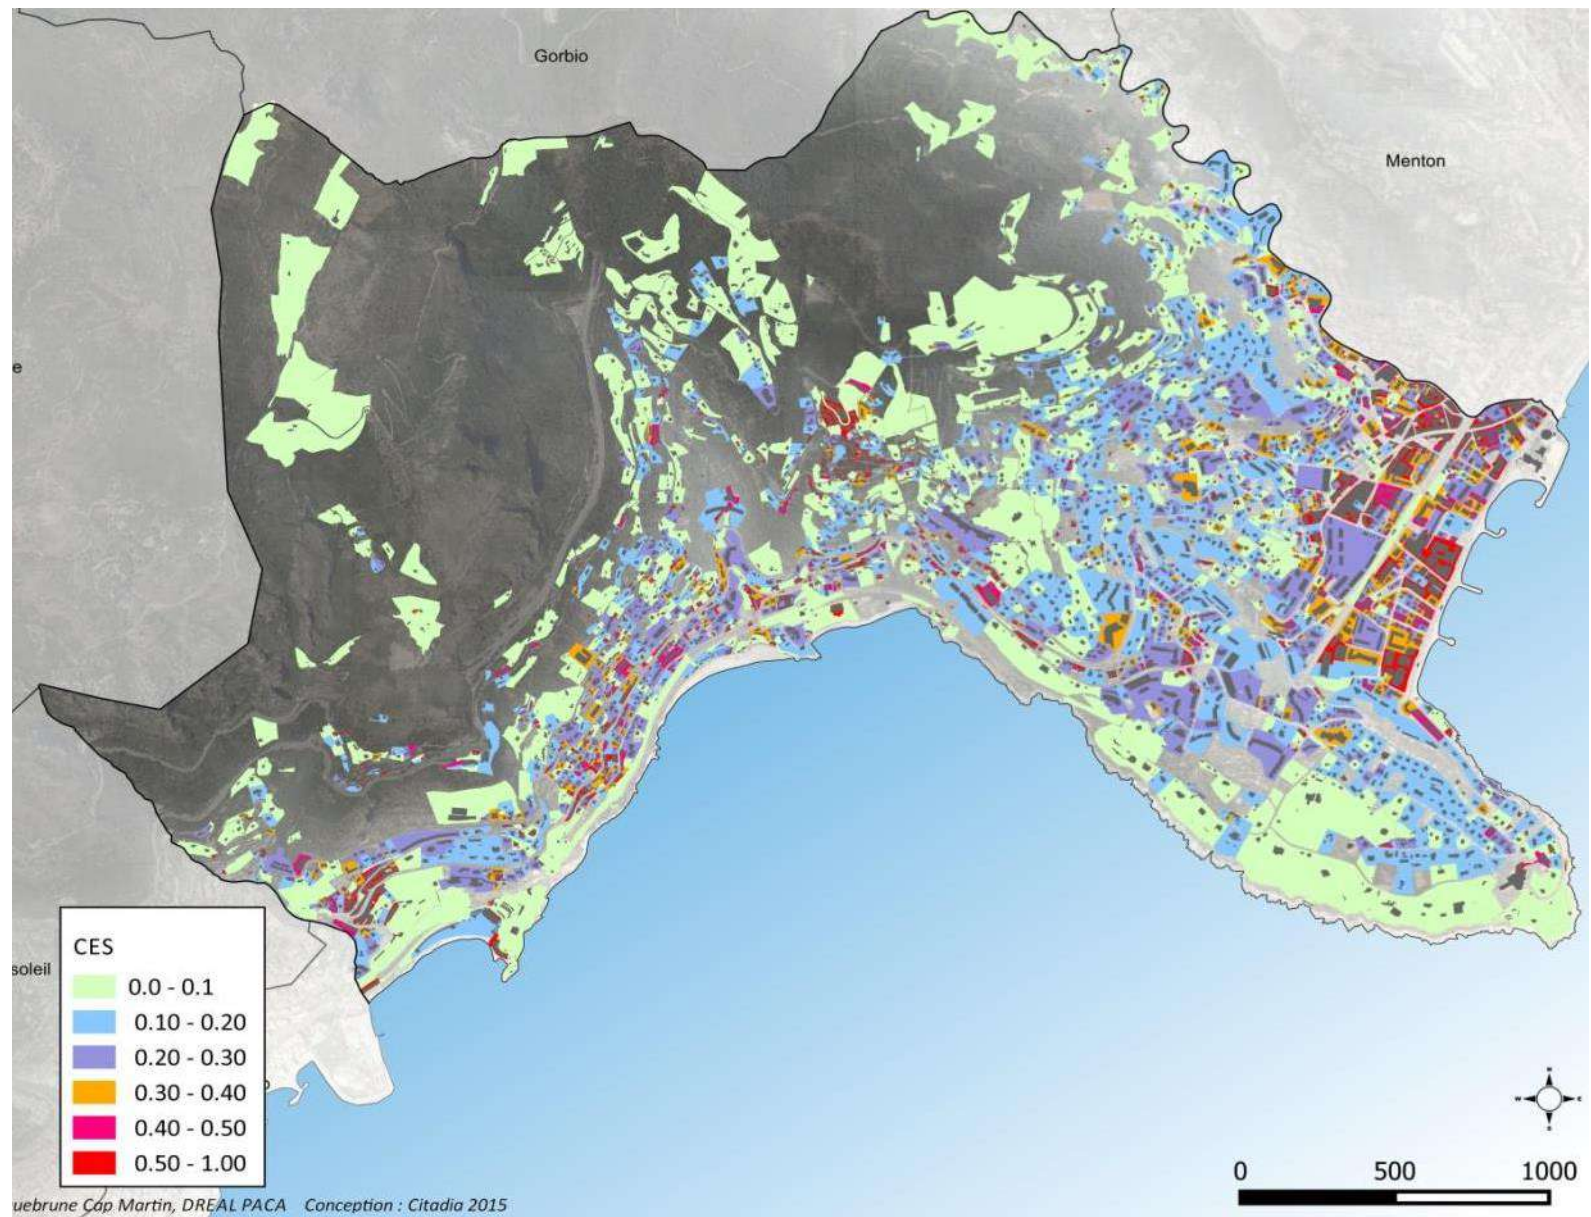 Gorbio
Menton
e
soleil
CES
0.0 - 0.1
0.10 - 0.20
0.20 - 0.30
0.30 - 0.40
0.40 - 0.50
0.50 - 1.00
N
W E
S
0 500 1000
uebrune Cap Martin, DREAL PACA Conception : Citadia 2015